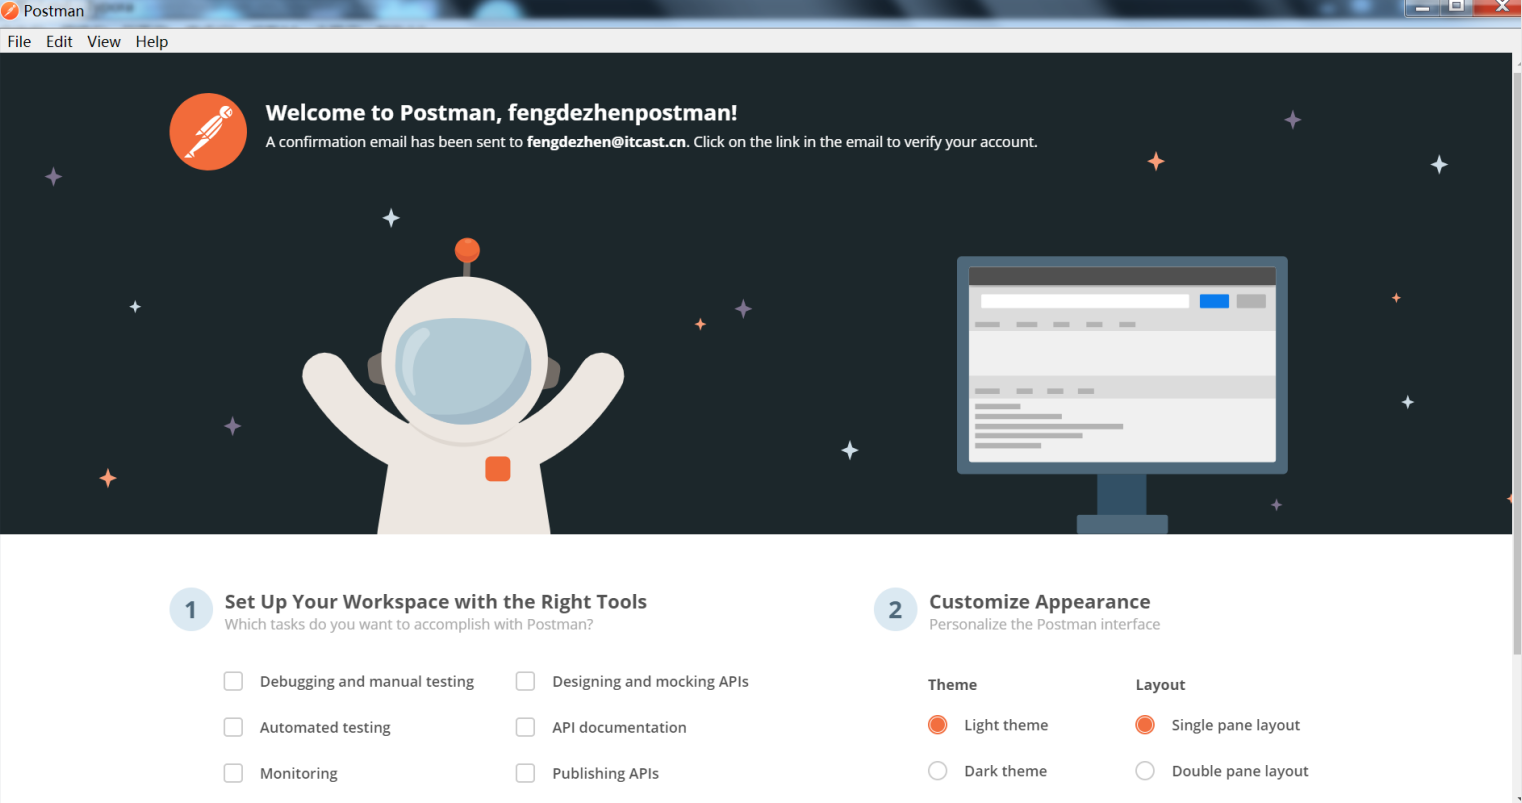 Postman
File Edit View Help
Welcome to Postman, fengdezhenpostman!
A confirmation email has been sent to fengdezhen@itcast.cn. Click on the link in the email to verify your account.
1 Set Up Your Workspace with the Right Tools
Which tasks do you want to accomplish with Postman?
Debugging and manual testing
Designing and mocking APIs
Automated testing
API documentation
Monitoring
Publishing APIs
2 Customize Appearance
Personalize the Postman interface
Theme
Light theme
Dark theme
Layout
Single pane layout
Double pane layout